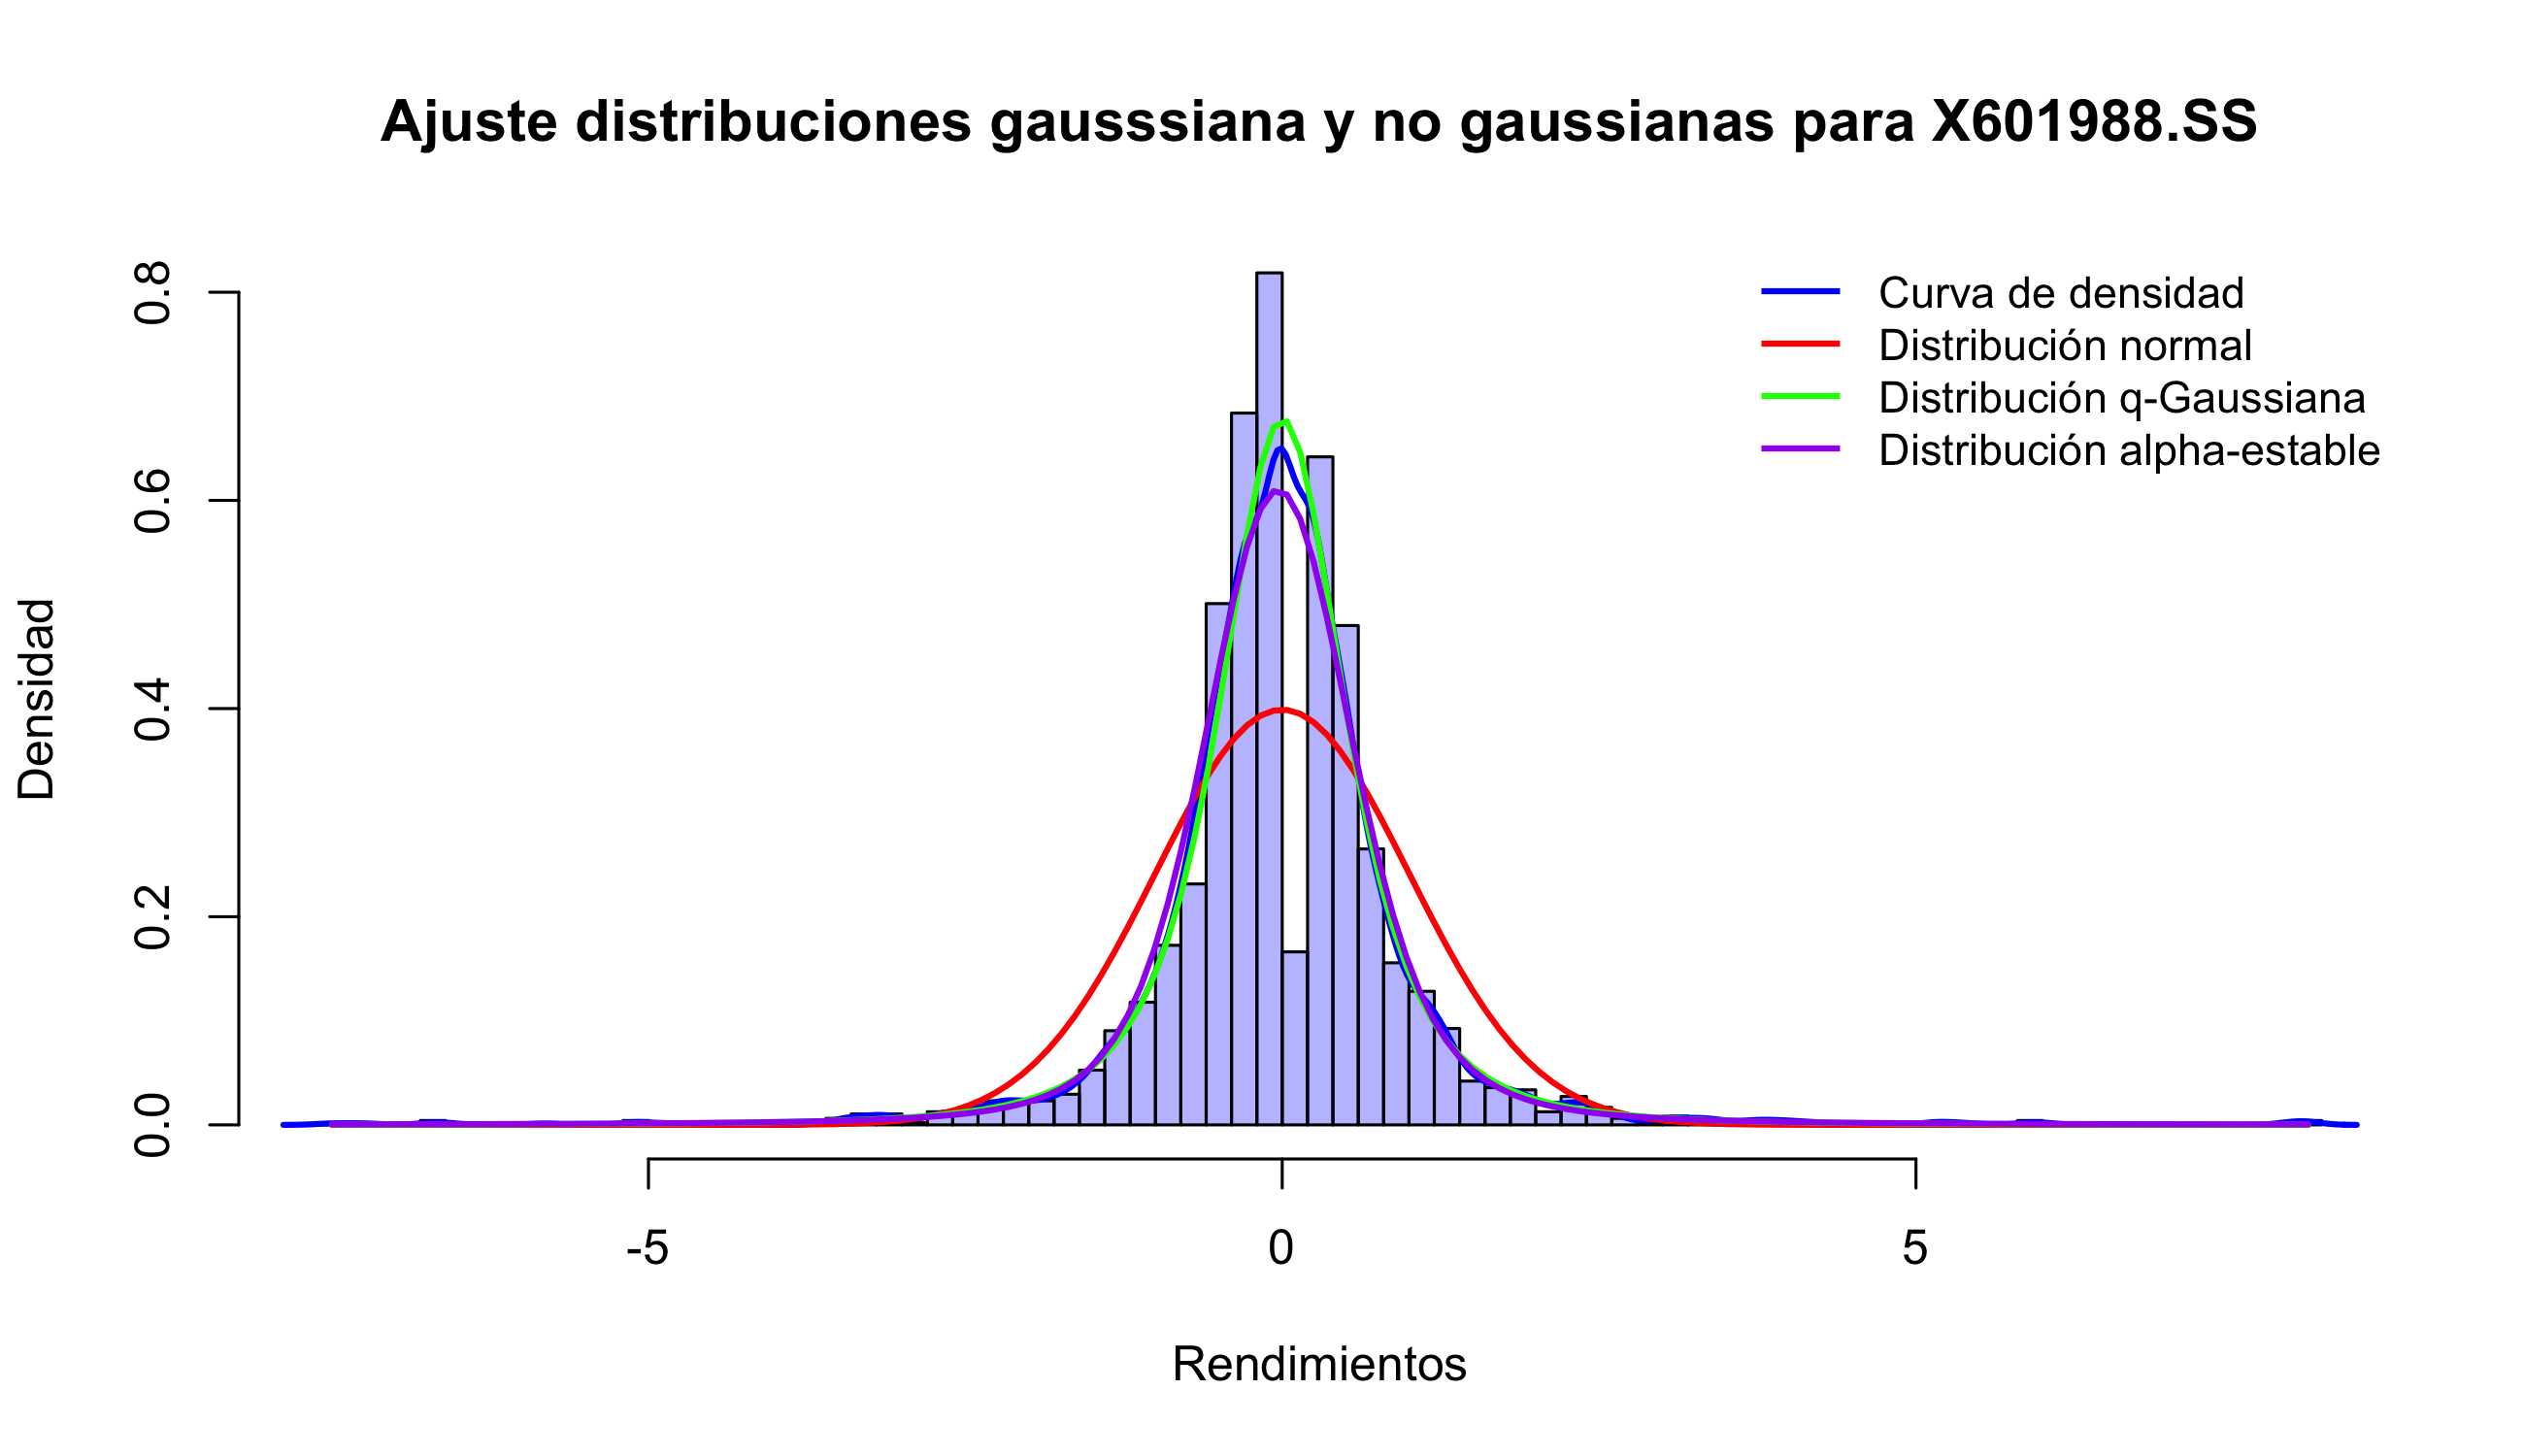 Ajuste distribuciones gausssiana y no gaussianas para X601988.SS
Curva de densidad
Distribución normal
Distribución q-Gaussiana
Distribución alpha-estable
Densidad
0.8
0.6
0.4
0.2
0.0
-5
0
5
Rendimientos